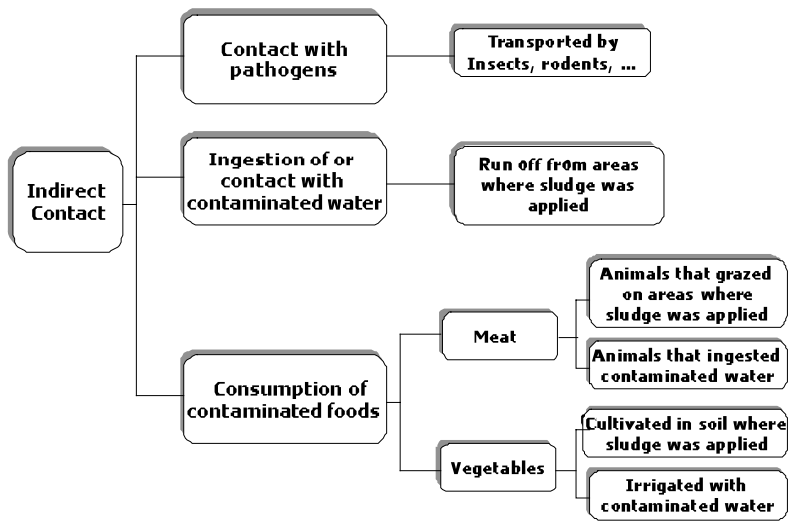 Indirect
Contact
Contact with
pathogens
Transported by
Insects, rodents, ...
Ingestion of or
contact with
contaminated water
Run off from areas
where sludge was
applied
Consumption of
contaminated foods
Meat
Animals that grazed
on areas where
sludge was applied
Animals that ingested
contaminated water
Vegetables
Cultivated in soil where
sludge was applied
Irrigated with
contaminated water